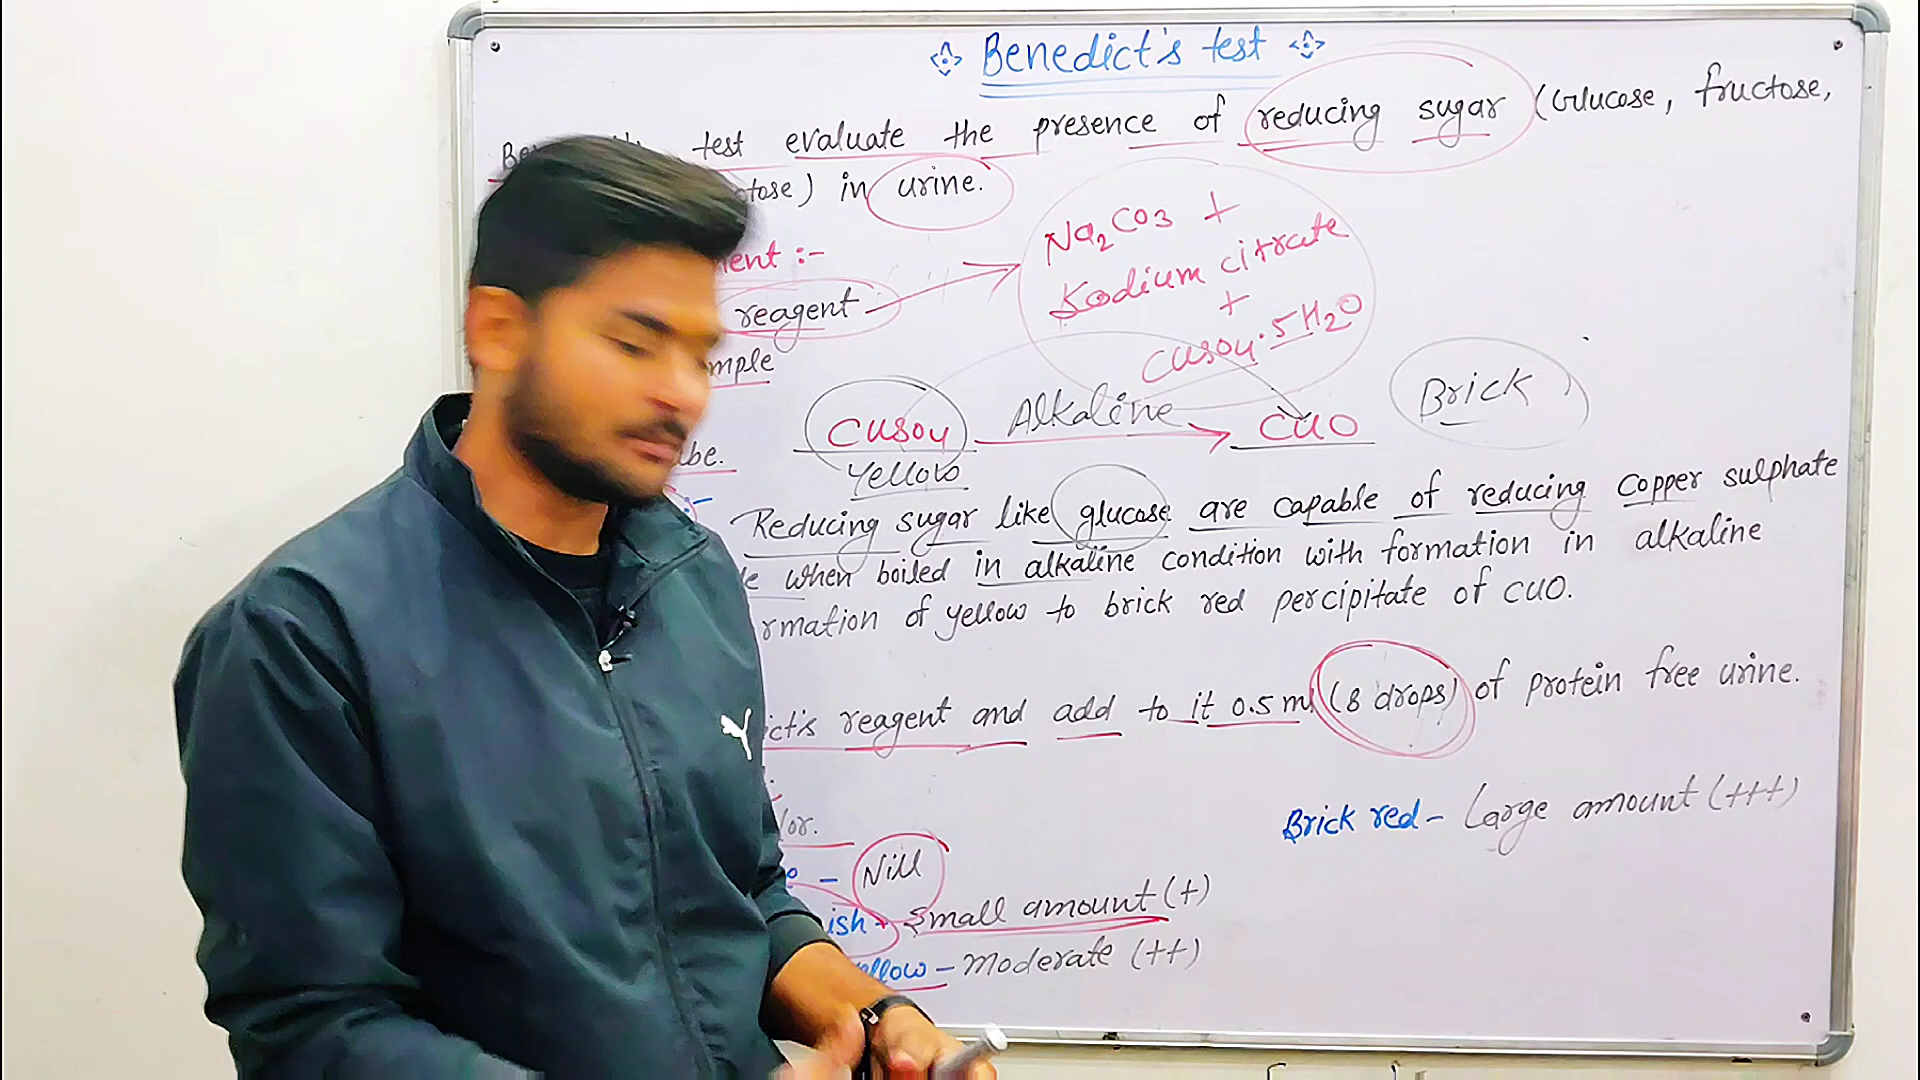 Benedict's test
test evaluate the presence of reducing sugar (Glucose, fructose,
tose) in urine.
ent :-
reagent
Na2CO3 +
Sodium citrate
+
CUSO4.5H2O
mple
CUSO4 Alkaline CUO
Brick
Yellow
be.
Reducing sugar like glucose are capable of reducing copper sulphate
e when boiled in alkaline condition with formation in alkaline
rmation of yellow to brick red percipitate of CUO.
ict's reagent and add to it 0.5 ml (8 drops) of protein free urine.
lor.
Brick red - Large amount (+++)
- Nill
ish - Small amount (+)
ellow - Moderate (++)